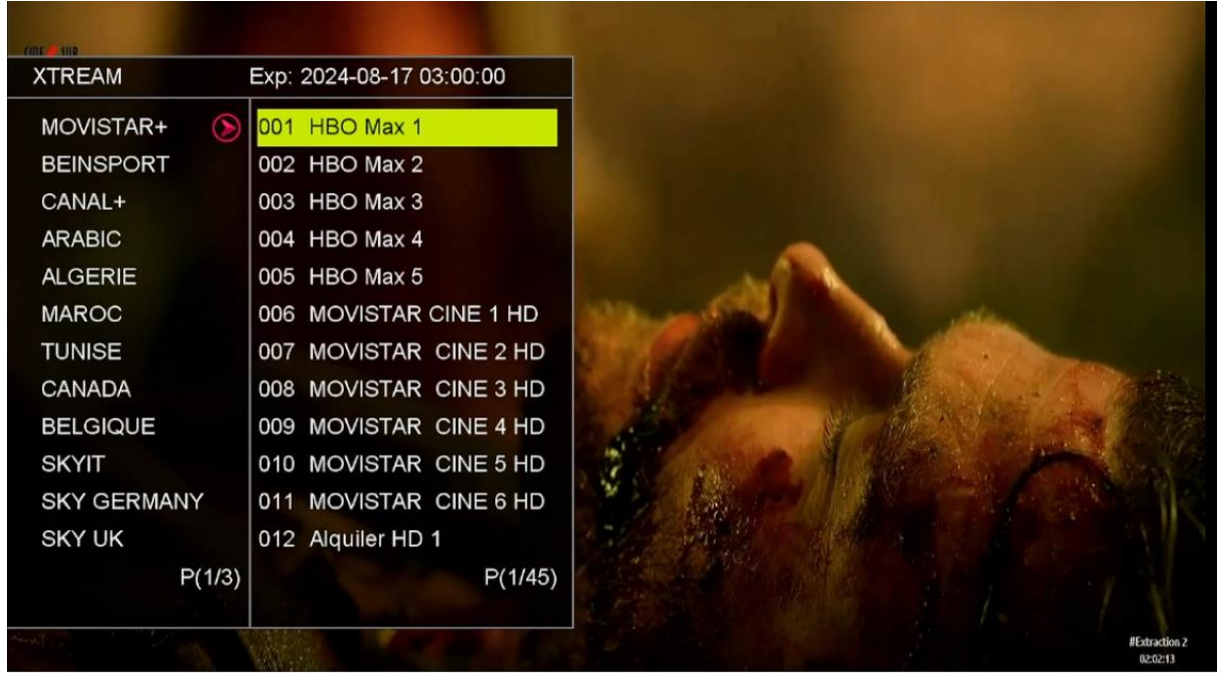 CINE SUR
XTREAM Exp: 2024-08-17 03:00:00
MOVISTAR+
BEINSPORT
CANAL+
ARABIC
ALGERIE
MAROC
TUNISE
CANADA
BELGIQUE
SKYIT
SKY GERMANY
SKY UK
P(1/3)
001 HBO Max 1
002 HBO Max 2
003 HBO Max 3
004 HBO Max 4
005 HBO Max 5
006 MOVISTAR CINE 1 HD
007 MOVISTAR CINE 2 HD
008 MOVISTAR CINE 3 HD
009 MOVISTAR CINE 4 HD
010 MOVISTAR CINE 5 HD
011 MOVISTAR CINE 6 HD
012 Alquiler HD 1
P(1/45)
#Extraction 2
02:02:13